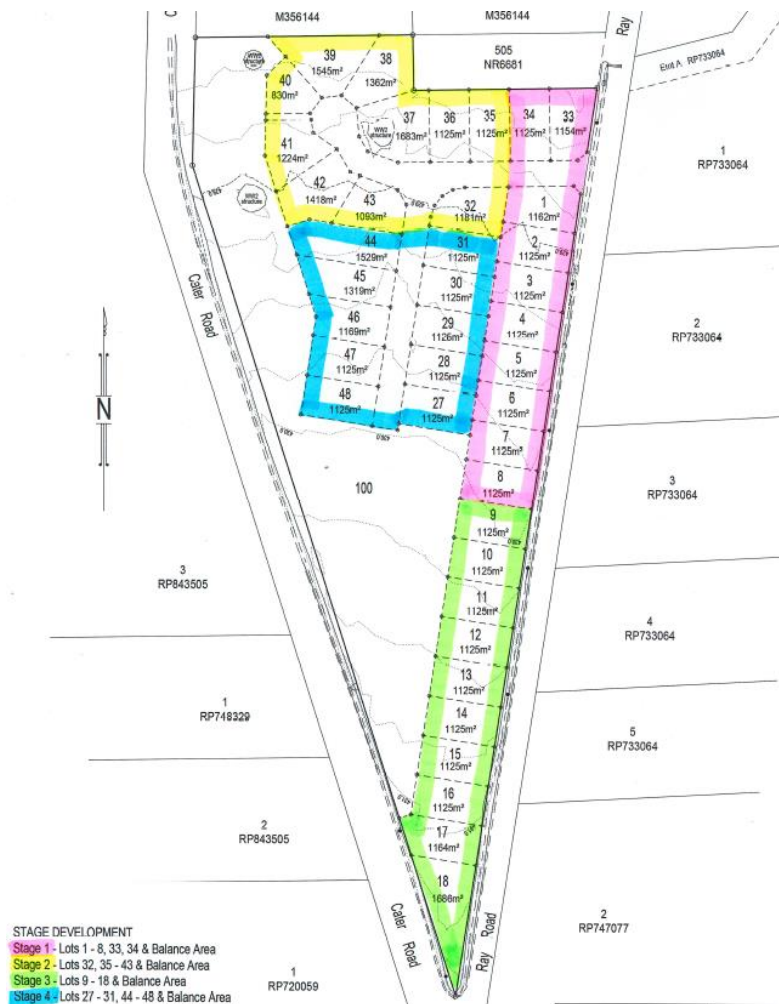 M356144
M356144
505
NR6681
Ray
Emt A RP733064
WW2
structure
39
1545m²
38
1362m²
40
830m²
37
1683m²
36
1125m²
35
1125m²
34
1125m²
33
1154m²
WW2
structure
1
RP733064
41
1224m²
42
1418m²
43
1093m²
32
1181m²
1
1162m²
WW2
structure
44
1529m²
31
1125m²
2
1125m²
45
1319m²
30
1125m²
3
1125m²
Cater Road
46
1169m²
29
1126m²
4
1125m²
2
RP733064
47
1125m²
28
1125m²
5
1125m²
48
1125m²
27
1125m²
6
1125m²
N
7
1125m²
100
8
1125m²
3
RP733064
9
1125m²
10
1125m²
3
RP843505
11
1125m²
12
1125m²
4
RP733064
13
1125m²
1
RP748329
14
1125m²
5
RP733064
15
1125m²
16
1125m²
2
RP843505
17
1164m²
18
1686m²
Cater Road
Ray Road
2
RP747077
STAGE DEVELOPMENT
Stage 1 - Lots 1 - 8, 33, 34 & Balance Area
Stage 2 - Lots 32, 35 - 43 & Balance Area
Stage 3 - Lots 9 - 18 & Balance Area
Stage 4 - Lots 27 - 31, 44 - 48 & Balance Area
1
RP720059